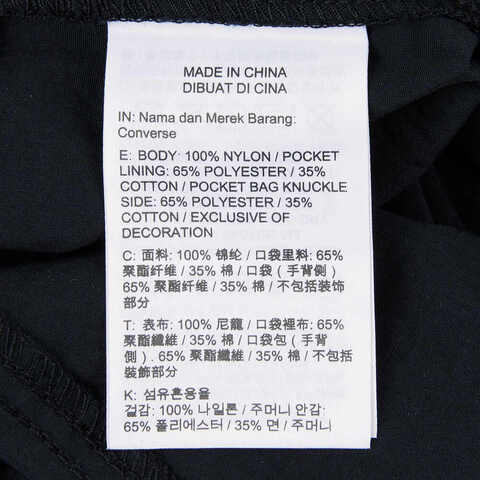 MADE IN CHINA
DIBUAT DI CINA
IN: Nama dan Merek Barang:
Converse
E: BODY: 100% NYLON / POCKET
LINING: 65% POLYESTER / 35%
COTTON / POCKET BAG KNUCKLE
SIDE: 65% POLYESTER / 35%
COTTON / EXCLUSIVE OF
DECORATION
C: 面料: 100% 锦纶 / 口袋里料: 65%
聚酯纤维 / 35% 棉 / 口袋（手背侧）
65% 聚酯纤维 / 35% 棉 / 不包括装饰
部分
T: 表布: 100% 尼龍 / 口袋裡布: 65%
聚酯纖維 / 35% 棉 / 口袋包（手背
側）. 65% 聚酯纖維 / 35% 棉 / 不包括
裝飾部分
K: 섬유혼용율
겉감: 100% 나일론 / 주머니 안감:
65% 폴리에스터 / 35% 면 / 주머니